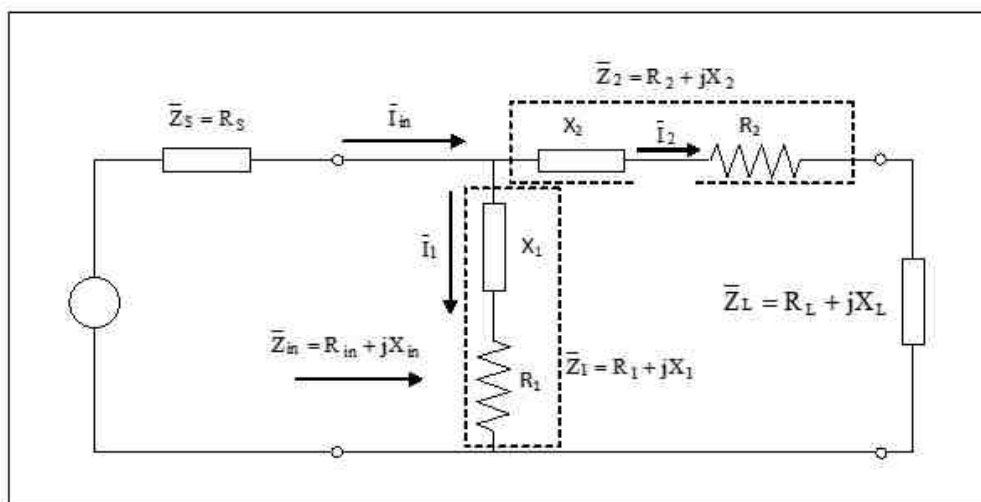 Z̄₂ = R₂ + jX₂
Z̄S = RS
Īin
X₂
Ī₂
R₂
Ī₁
X₁
Z̄L = RL + jXL
Z̄in = Rin + jXin
Z̄₁ = R₁ + jX₁
R₁